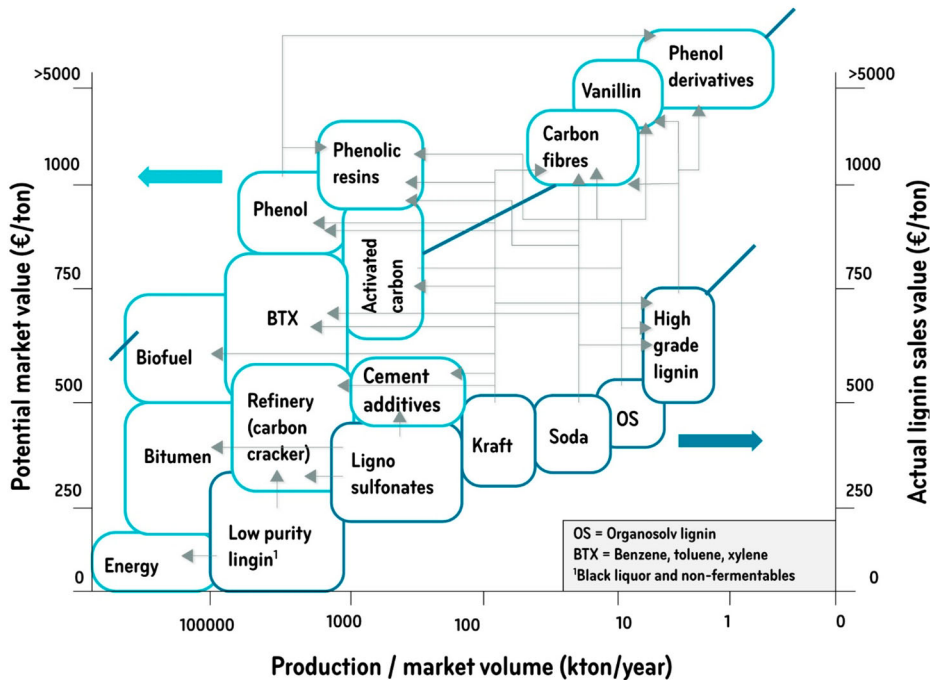 Phenol
derivatives
Vanillin
Carbon
fibres
Phenolic
resins
Phenol
Activated
carbon
BTX
Biofuel
High
grade
lignin
Cement
additives
Refinery
(carbon
cracker)
OS
Soda
Kraft
Ligno
sulfonates
Bitumen
Low purity
lingin¹
Energy
OS = Organosolv lignin
BTX = Benzene, toluene, xylene
¹Black liquor and non-fermentables
Potential market value (€/ton)
>5000
1000
750
500
250
0
Actual lignin sales value (€/ton)
>5000
1000
750
500
250
0
100000
1000
100
10
1
0
Production / market volume (kton/year)